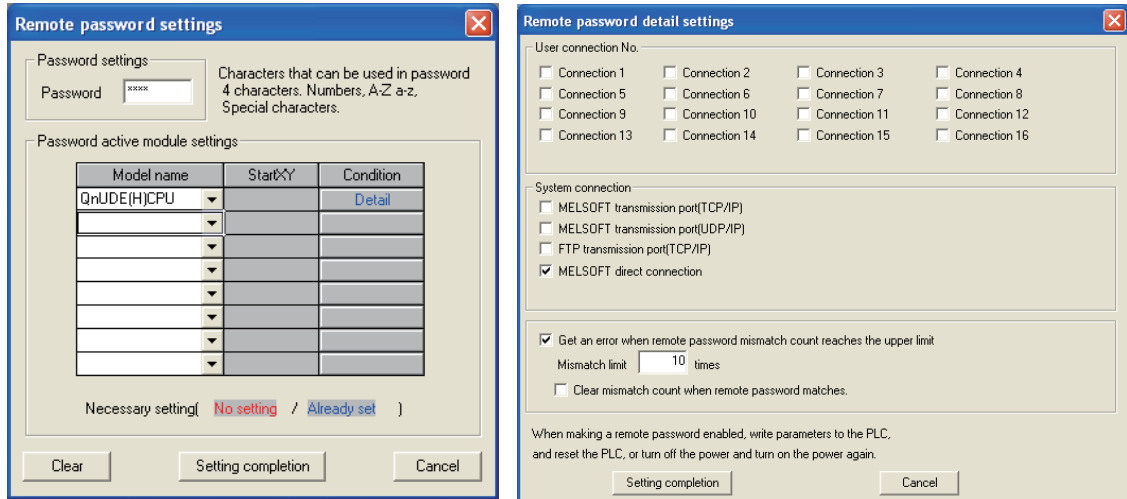 Remote password settings
Password settings
Password
xxxx
Characters that can be used in password
4 characters. Numbers, A-Z a-z,
Special characters.
Password active module settings
Model name StartXY Condition
QnUDE(H)CPU Detail
Necessary setting( No setting / Already set )
Clear Setting completion Cancel
Remote password detail settings
User connection No.
Connection 1 Connection 2 Connection 3 Connection 4
Connection 5 Connection 6 Connection 7 Connection 8
Connection 9 Connection 10 Connection 11 Connection 12
Connection 13 Connection 14 Connection 15 Connection 16
System connection
MELSOFT transmission port(TCP/IP)
MELSOFT transmission port(UDP/IP)
FTP transmission port(TCP/IP)
MELSOFT direct connection
Get an error when remote password mismatch count reaches the upper limit
Mismatch limit 10 times
Clear mismatch count when remote password matches.
When making a remote password enabled, write parameters to the PLC,
and reset the PLC, or turn off the power and turn on the power again.
Setting completion Cancel